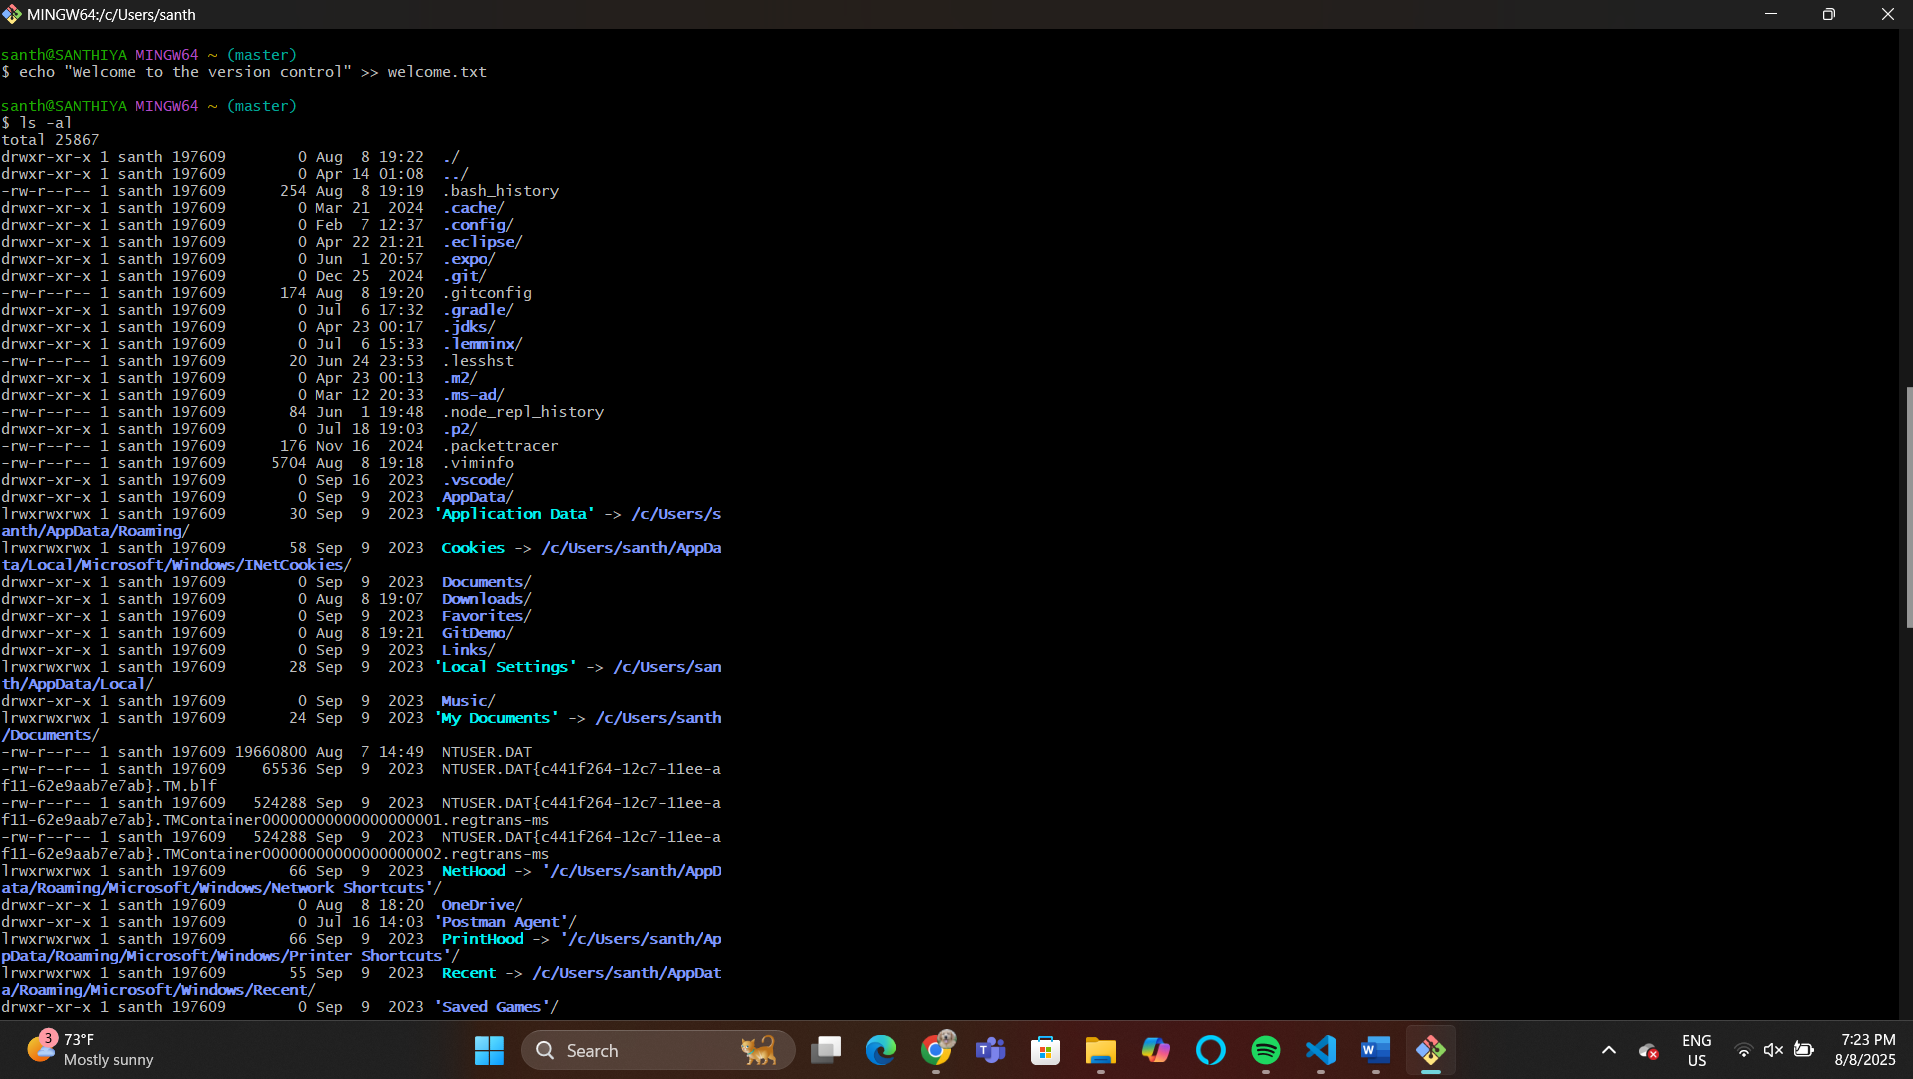 MINGW64:/c/Users/santh
santh@SANTHIYA MINGW64 ~ (master)
$ echo "Welcome to the version control" >> welcome.txt
santh@SANTHIYA MINGW64 ~ (master)
$ ls -al
total 25867
drwxr-xr-x 1 santh 197609        0 Aug  8 19:22  ./
drwxr-xr-x 1 santh 197609        0 Apr 14 01:08  ../
-rw-r--r-- 1 santh 197609      254 Aug  8 19:19  .bash_history
drwxr-xr-x 1 santh 197609        0 Mar 21  2024  .cache/
drwxr-xr-x 1 santh 197609        0 Feb  7 12:37  .config/
drwxr-xr-x 1 santh 197609        0 Apr 22 21:21  .eclipse/
drwxr-xr-x 1 santh 197609        0 Jun  1 20:57  .expo/
drwxr-xr-x 1 santh 197609        0 Dec 25  2024  .git/
-rw-r--r-- 1 santh 197609      174 Aug  8 19:20  .gitconfig
drwxr-xr-x 1 santh 197609        0 Jul  6 17:32  .gradle/
drwxr-xr-x 1 santh 197609        0 Apr 23 00:17  .jdks/
drwxr-xr-x 1 santh 197609        0 Jul  6 15:33  .lemminx/
-rw-r--r-- 1 santh 197609       20 Jun 24 23:53  .lesshst
drwxr-xr-x 1 santh 197609        0 Apr 23 00:13  .m2/
drwxr-xr-x 1 santh 197609        0 Mar 12 20:33  .ms-ad/
-rw-r--r-- 1 santh 197609       84 Jun  1 19:48  .node_repl_history
drwxr-xr-x 1 santh 197609        0 Jul 18 19:03  .p2/
-rw-r--r-- 1 santh 197609      176 Nov 16  2024  .packettracer
-rw-r--r-- 1 santh 197609     5704 Aug  8 19:18  .viminfo
drwxr-xr-x 1 santh 197609        0 Sep 16  2023  .vscode/
drwxr-xr-x 1 santh 197609        0 Sep  9  2023  AppData/
lrwxrwxrwx 1 santh 197609       30 Sep  9  2023 'Application Data' -> /c/Users/s
anth/AppData/Roaming/
lrwxrwxrwx 1 santh 197609       58 Sep  9  2023  Cookies -> /c/Users/santh/AppDa
ta/Local/Microsoft/Windows/INetCookies/
drwxr-xr-x 1 santh 197609        0 Sep  9  2023  Documents/
drwxr-xr-x 1 santh 197609        0 Aug  8 19:07  Downloads/
drwxr-xr-x 1 santh 197609        0 Sep  9  2023  Favorites/
drwxr-xr-x 1 santh 197609        0 Aug  8 19:21  GitDemo/
drwxr-xr-x 1 santh 197609        0 Sep  9  2023  Links/
lrwxrwxrwx 1 santh 197609       28 Sep  9  2023 'Local Settings' -> /c/Users/san
th/AppData/Local/
drwxr-xr-x 1 santh 197609        0 Sep  9  2023  Music/
lrwxrwxrwx 1 santh 197609       24 Sep  9  2023 'My Documents' -> /c/Users/santh
/Documents/
-rw-r--r-- 1 santh 197609 19660800 Aug  7 14:49  NTUSER.DAT
-rw-r--r-- 1 santh 197609    65536 Sep  9  2023  NTUSER.DAT{c441f264-12c7-11ee-a
f11-62e9aab7e7ab}.TM.blf
-rw-r--r-- 1 santh 197609   524288 Sep  9  2023  NTUSER.DAT{c441f264-12c7-11ee-a
f11-62e9aab7e7ab}.TMContainer00000000000000000001.regtrans-ms
-rw-r--r-- 1 santh 197609   524288 Sep  9  2023  NTUSER.DAT{c441f264-12c7-11ee-a
f11-62e9aab7e7ab}.TMContainer00000000000000000002.regtrans-ms
lrwxrwxrwx 1 santh 197609       66 Sep  9  2023  NetHood -> '/c/Users/santh/AppD
ata/Roaming/Microsoft/Windows/Network Shortcuts'/
drwxr-xr-x 1 santh 197609        0 Aug  8 18:20  OneDrive/
drwxr-xr-x 1 santh 197609        0 Jul 16 14:03 'Postman Agent'/
lrwxrwxrwx 1 santh 197609       66 Sep  9  2023  PrintHood -> '/c/Users/santh/Ap
pData/Roaming/Microsoft/Windows/Printer Shortcuts'/
lrwxrwxrwx 1 santh 197609       55 Sep  9  2023  Recent -> /c/Users/santh/AppDat
a/Roaming/Microsoft/Windows/Recent/
drwxr-xr-x 1 santh 197609        0 Sep  9  2023 'Saved Games'/
3
73°F
Mostly sunny
Search
ENG
US
7:23 PM
8/8/2025